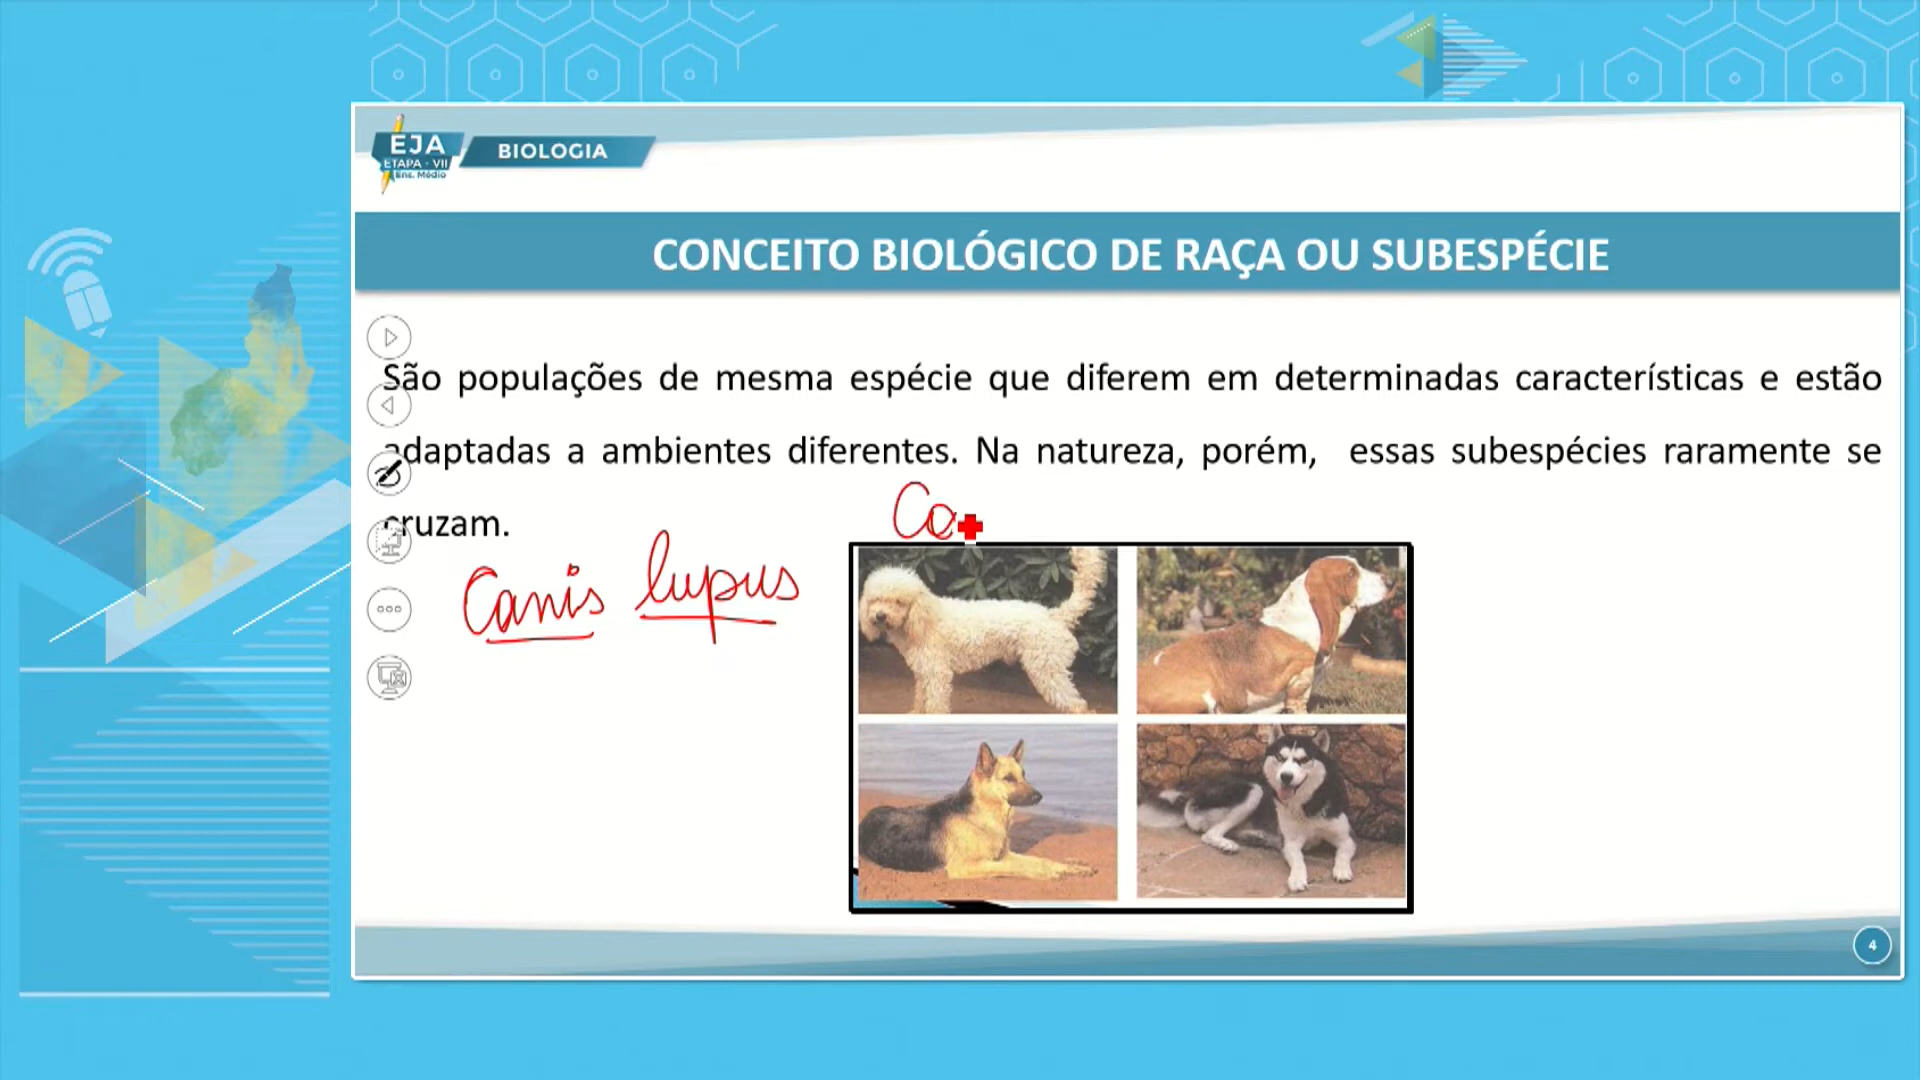 EJA
ETAPA - VII
Ens. Médio
BIOLOGIA
CONCEITO BIOLÓGICO DE RAÇA OU SUBESPÉCIE
São populações de mesma espécie que diferem em determinadas características e estão
adaptadas a ambientes diferentes. Na natureza, porém, essas subespécies raramente se
cruzam.
Ca
Canis lupus
4